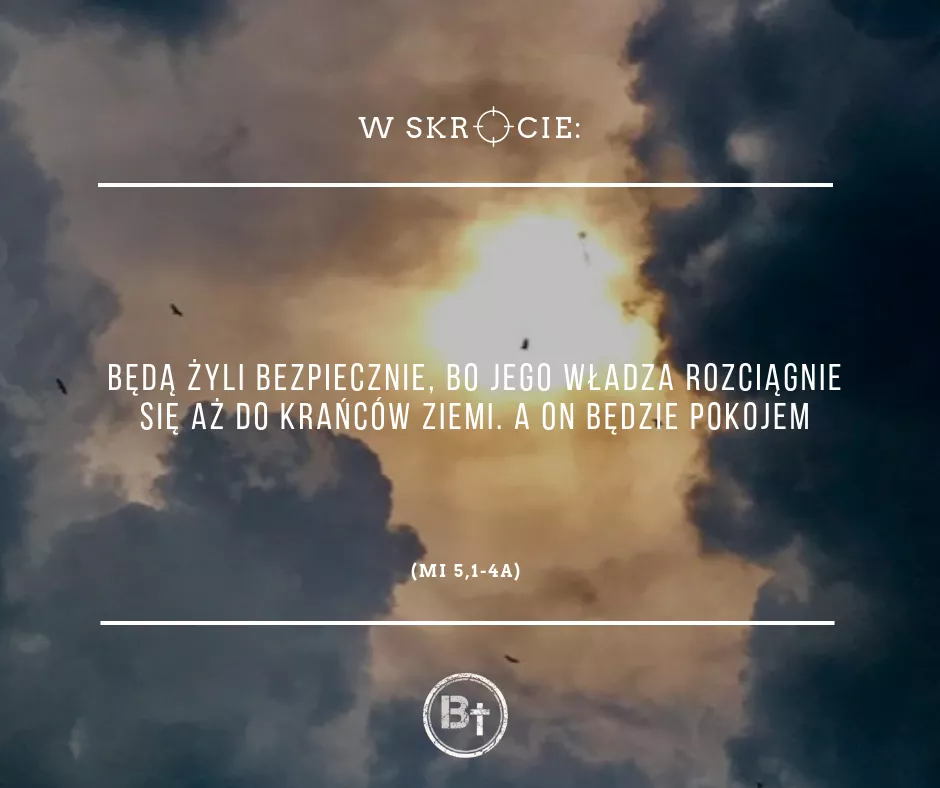 W SKRÓCIE:
BĘDĄ ŻYLI BEZPIECZNIE, BO JEGO WŁADZA ROZCIĄGNIE
SIĘ AŻ DO KRAŃCÓW ZIEMI. A ON BĘDZIE POKOJEM
(MI 5,1-4A)
Bt